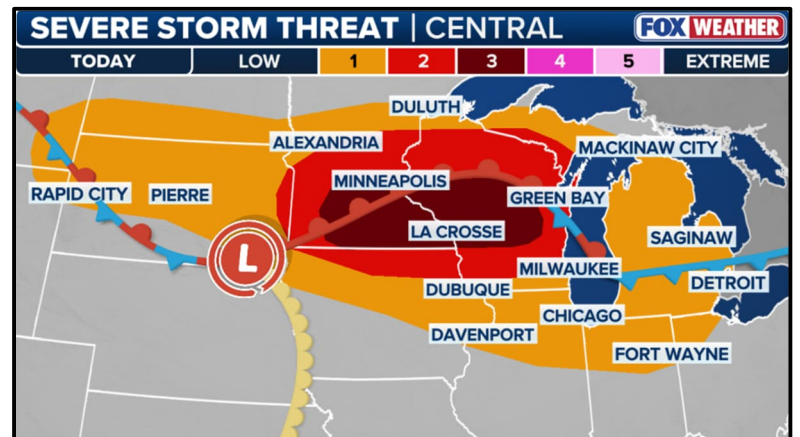 SEVERE STORM THREAT | CENTRAL
FOX WEATHER
TODAY LOW 1 2 3 4 5 EXTREME
DULUTH
ALEXANDRIA
MACKINAW CITY
MINNEAPOLIS
RAPID CITY
PIERRE
GREEN BAY
LA CROSSE
SAGINAW
L
MILWAUKEE
DETROIT
DUBUQUE
CHICAGO
DAVENPORT
FORT WAYNE